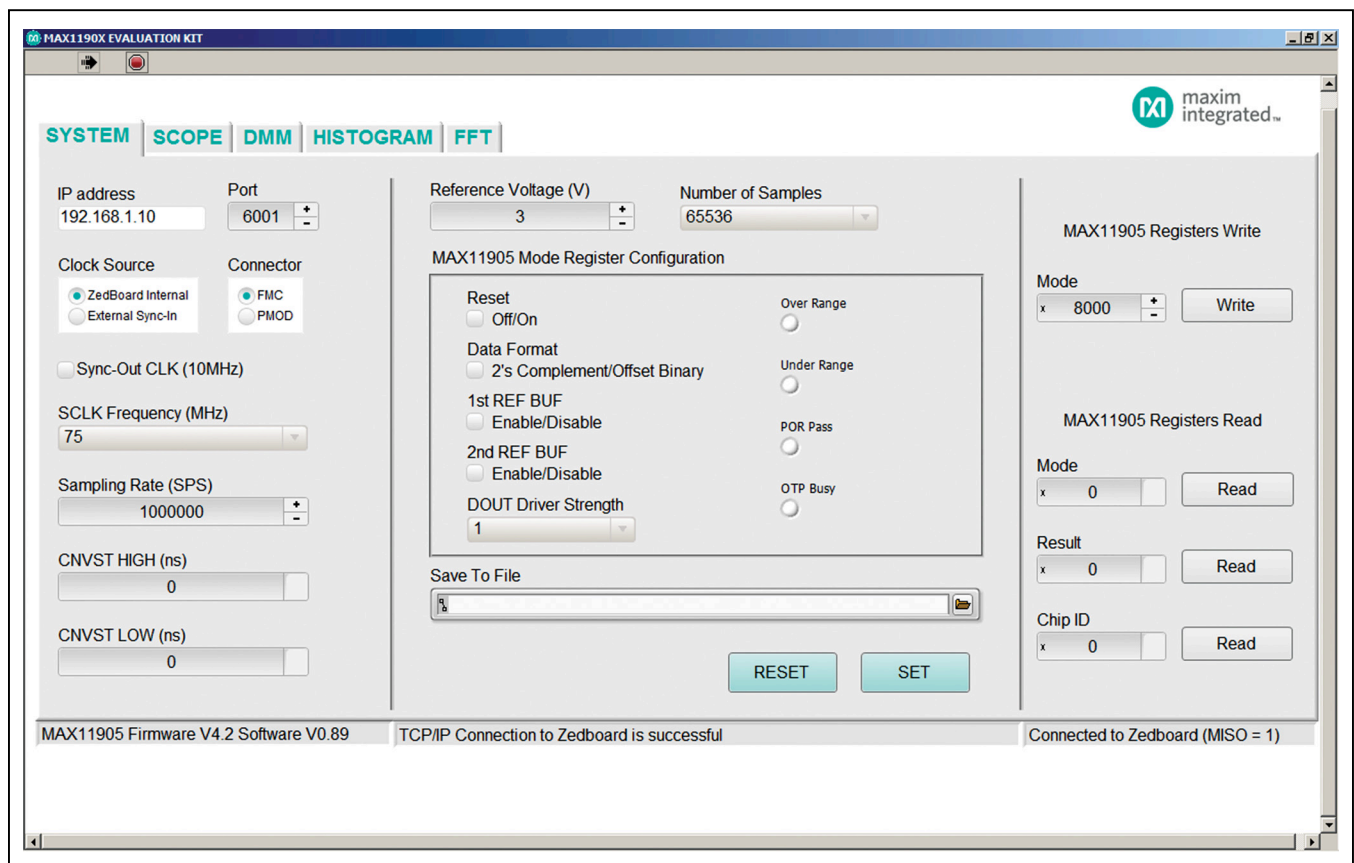 MAX1190X EVALUATION KIT
maxim
integrated™
SYSTEM SCOPE DMM HISTOGRAM FFT
IP address
192.168.1.10
Port
6001
Clock Source
ZedBoard Internal
External Sync-In
Connector
FMC
PMOD
Sync-Out CLK (10MHz)
SCLK Frequency (MHz)
75
Sampling Rate (SPS)
1000000
CNVST HIGH (ns)
0
CNVST LOW (ns)
0
Reference Voltage (V)
3
Number of Samples
65536
MAX11905 Mode Register Configuration
Reset
Off/On
Data Format
2's Complement/Offset Binary
1st REF BUF
Enable/Disable
2nd REF BUF
Enable/Disable
DOUT Driver Strength
1
Over Range
Under Range
POR Pass
OTP Busy
Save To File
RESET
SET
MAX11905 Registers Write
Mode
x 8000
Write
MAX11905 Registers Read
Mode
x 0
Read
Result
x 0
Read
Chip ID
x 0
Read
MAX11905 Firmware V4.2 Software V0.89
TCP/IP Connection to Zedboard is successful
Connected to Zedboard (MISO = 1)